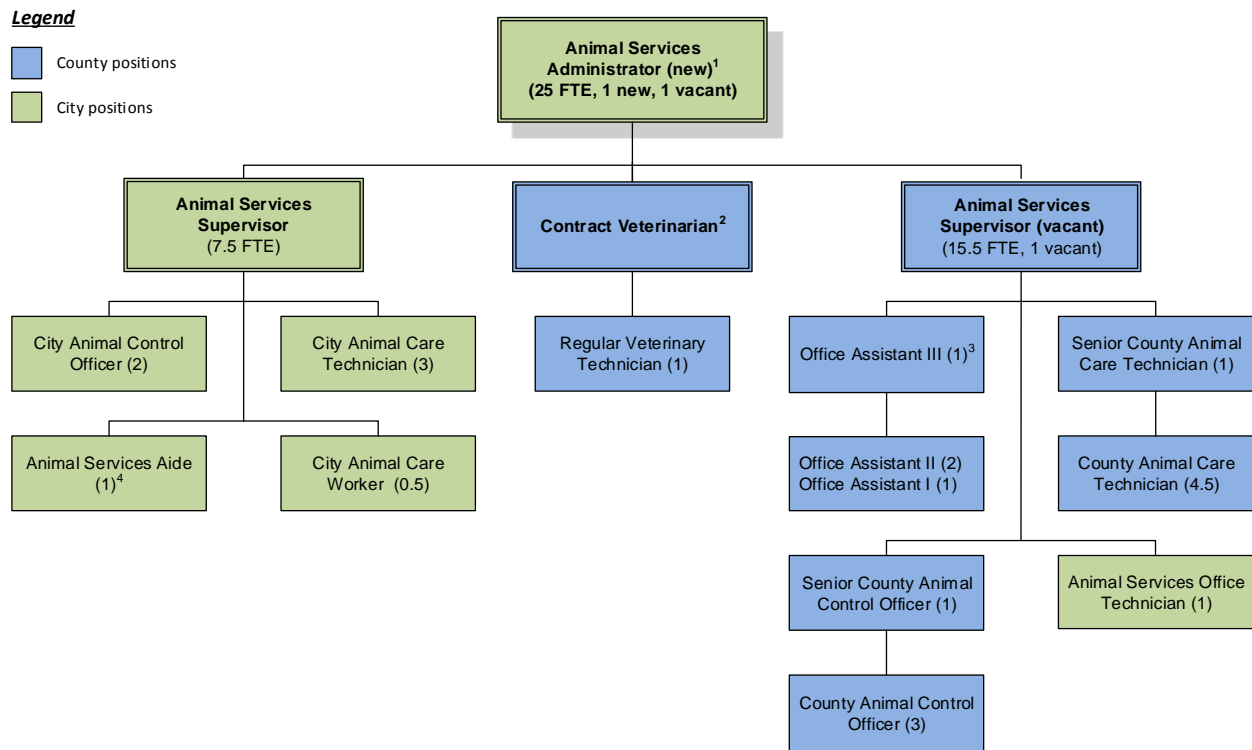 Legend
County positions
City positions
Animal Services
Administrator (new)1
(25 FTE, 1 new, 1 vacant)
Animal Services
Supervisor
(7.5 FTE)
Contract Veterinarian2
Animal Services
Supervisor (vacant)
(15.5 FTE, 1 vacant)
City Animal Control
Officer (2)
City Animal Care
Technician (3)
Regular Veterinary
Technician (1)
Office Assistant III (1)3
Senior County Animal
Care Technician (1)
Animal Services Aide
(1)4
City Animal Care
Worker (0.5)
Office Assistant II (2)
Office Assistant I (1)
County Animal Care
Technician (4.5)
Senior County Animal
Control Officer (1)
Animal Services Office
Technician (1)
County Animal Control
Officer (3)